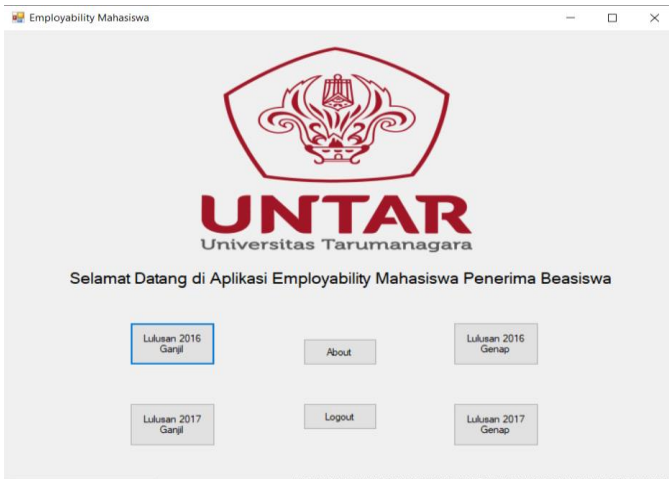 Employability Mahasiswa
UNTAR
Universitas Tarumanagara
Selamat Datang di Aplikasi Employability Mahasiswa Penerima Beasiswa
Lulusan 2016
Ganjil
About
Lulusan 2016
Genap
Lulusan 2017
Ganjil
Logout
Lulusan 2017
Genap